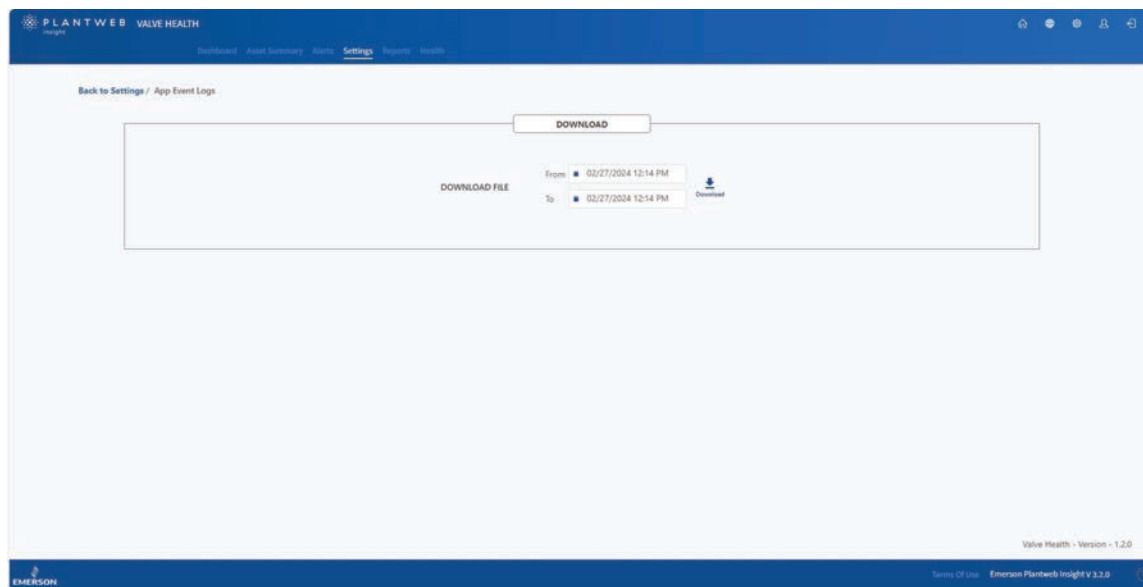 PLANTWEB VALVE HEALTH
insight
Dashboard Asset Summary Alerts Settings Reports Health
Back to Settings / App Event Logs
DOWNLOAD
DOWNLOAD FILE
From 02/27/2024 12:14 PM
To 02/27/2024 12:14 PM
Download
Valve Health - Version - 1.2.0
EMERSON
Terms Of Use Emerson Plantweb Insight V 3.2.0